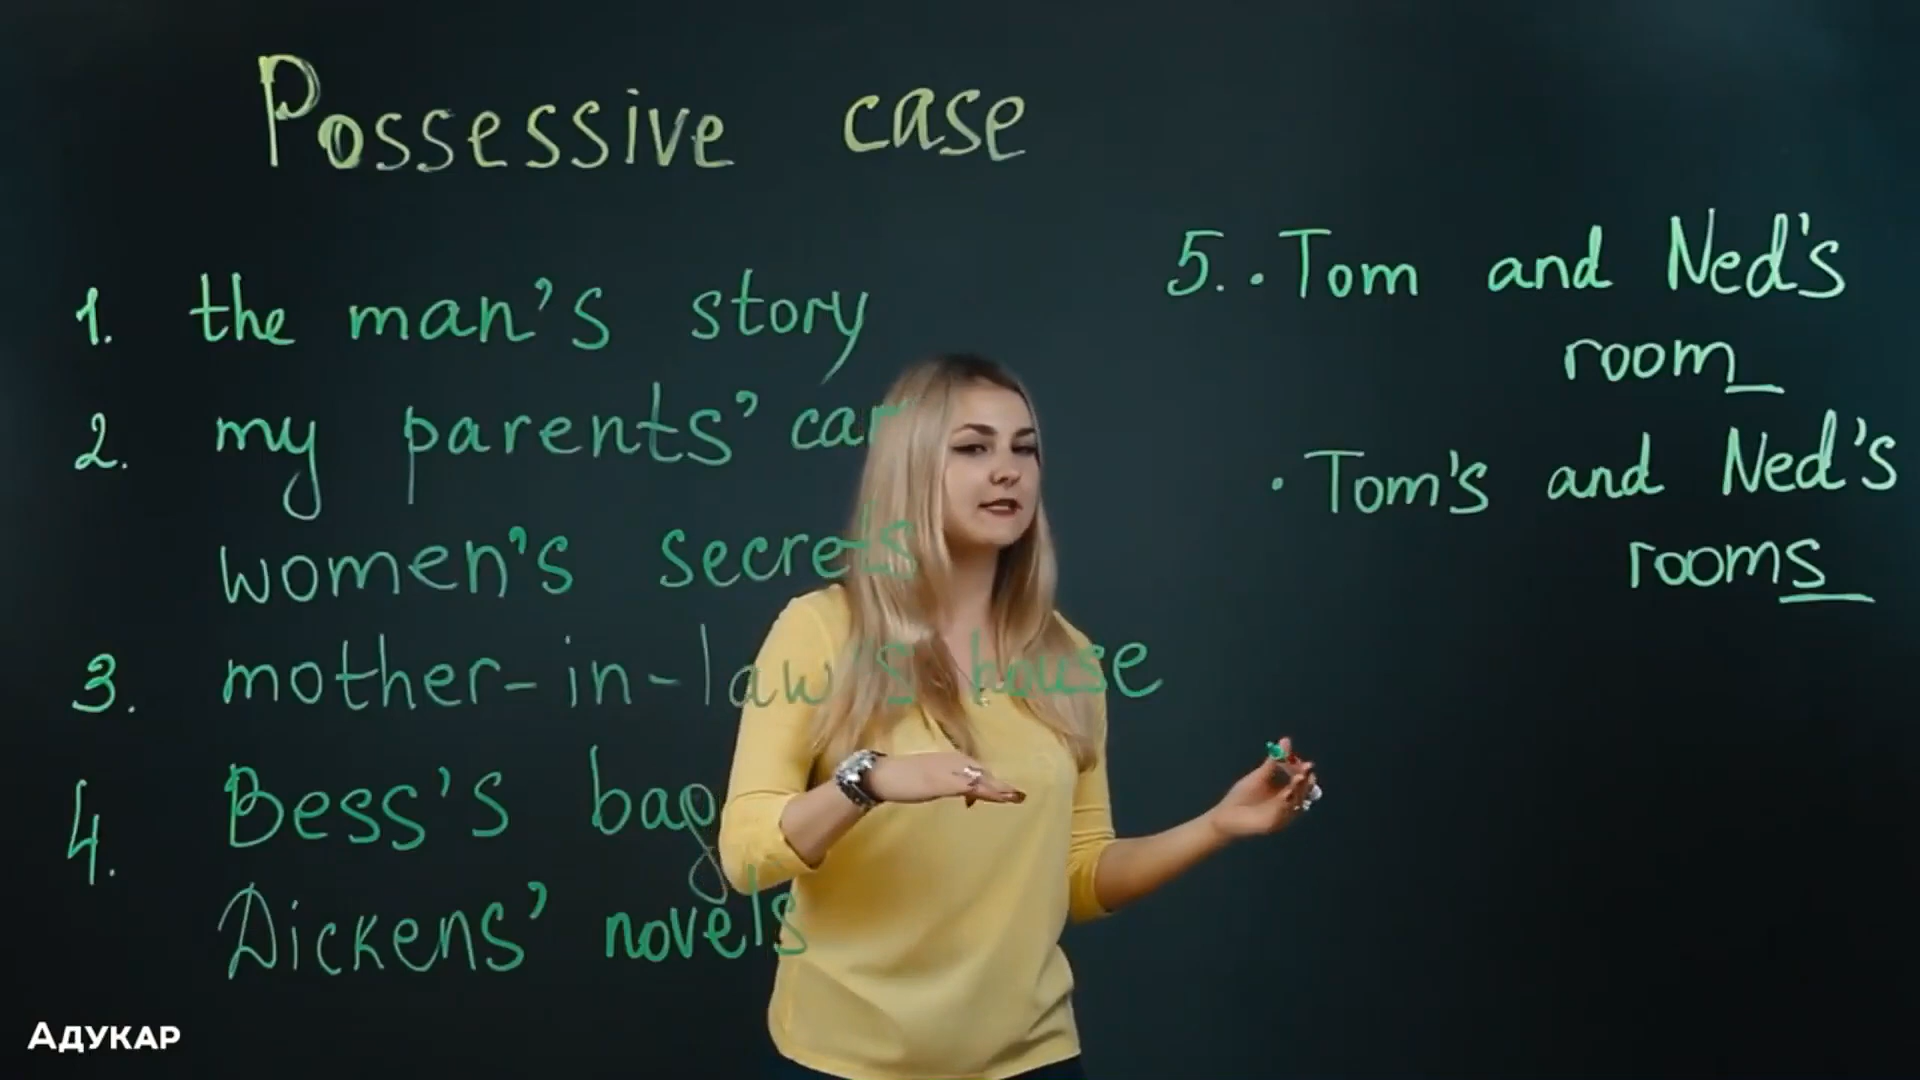 Possessive case
1. the man's story
2. my parents' car
women's secrets
3. mother-in-law's house
4. Bess's bag
Dickens' novels
5. • Tom and Ned's
room_
• Tom's and Ned's
rooms
Адукар